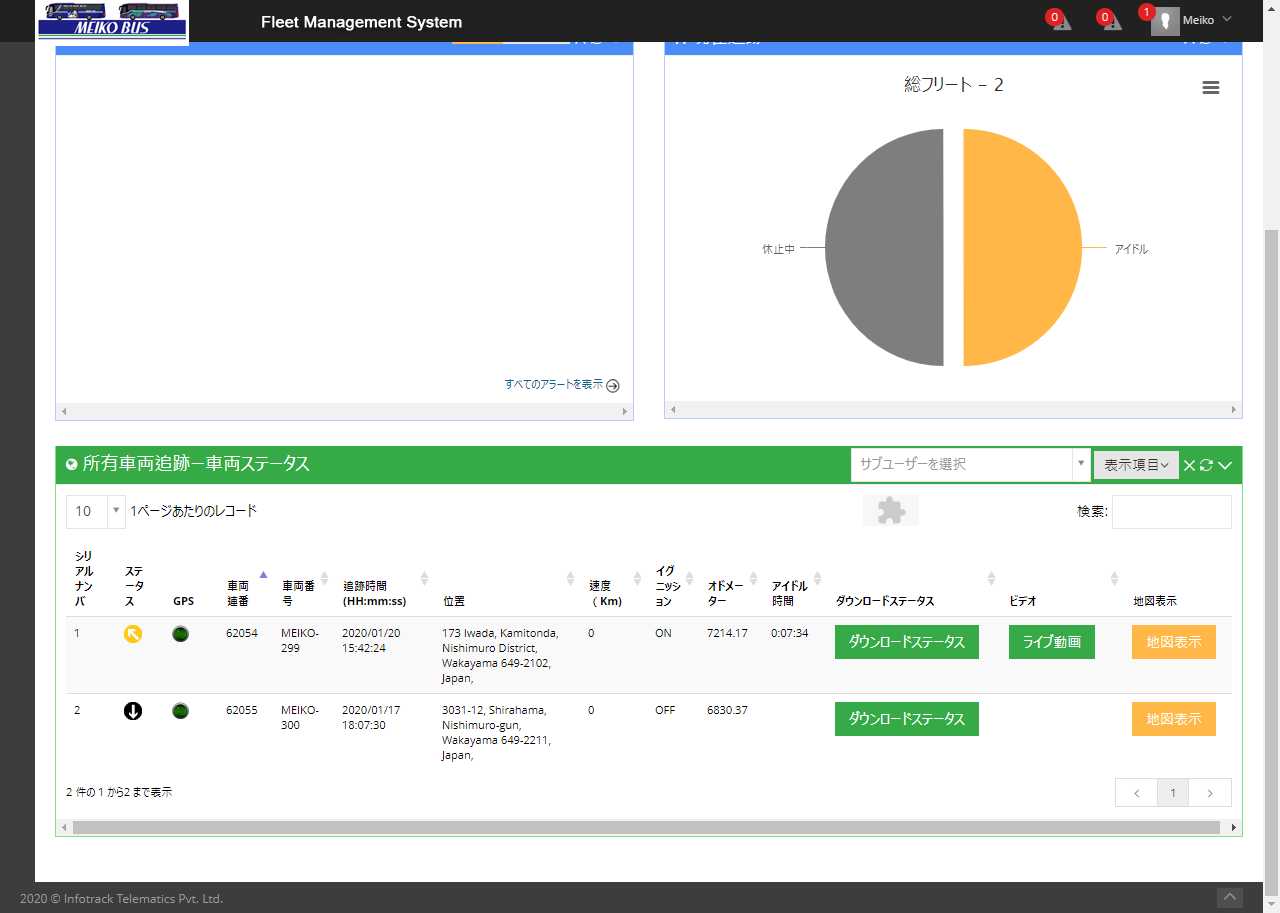 MEIKO BUS
Fleet Management System
0
0
1
Meiko
総フリート – 2
休止中
アイドル
すべてのアラートを表示
所有車両追跡ー車両ステータス
サブユーザーを選択
表示項目
10
1ページあたりのレコード
検索:
シリアルナンバ
ステータス
GPS
車両連番
車両番号
追跡時間 (HH:mm:ss)
位置
速度 ( Km)
イグニッション
オドメーター
アイドル時間
ダウンロードステータス
ビデオ
地図表示
1
62054
MEIKO-299
2020/01/20 15:42:24
173 Iwada, Kamitonda, Nishimuro District, Wakayama 649-2102, Japan,
0
ON
7214.17
0:07:34
ダウンロードステータス
ライブ動画
地図表示
2
62055
MEIKO-300
2020/01/17 18:07:30
3031-12, Shirahama, Nishimuro-gun, Wakayama 649-2211, Japan,
0
OFF
6830.37
ダウンロードステータス
地図表示
2 件の 1 から2 まで表示
1
2020 © Infotrack Telematics Pvt. Ltd.